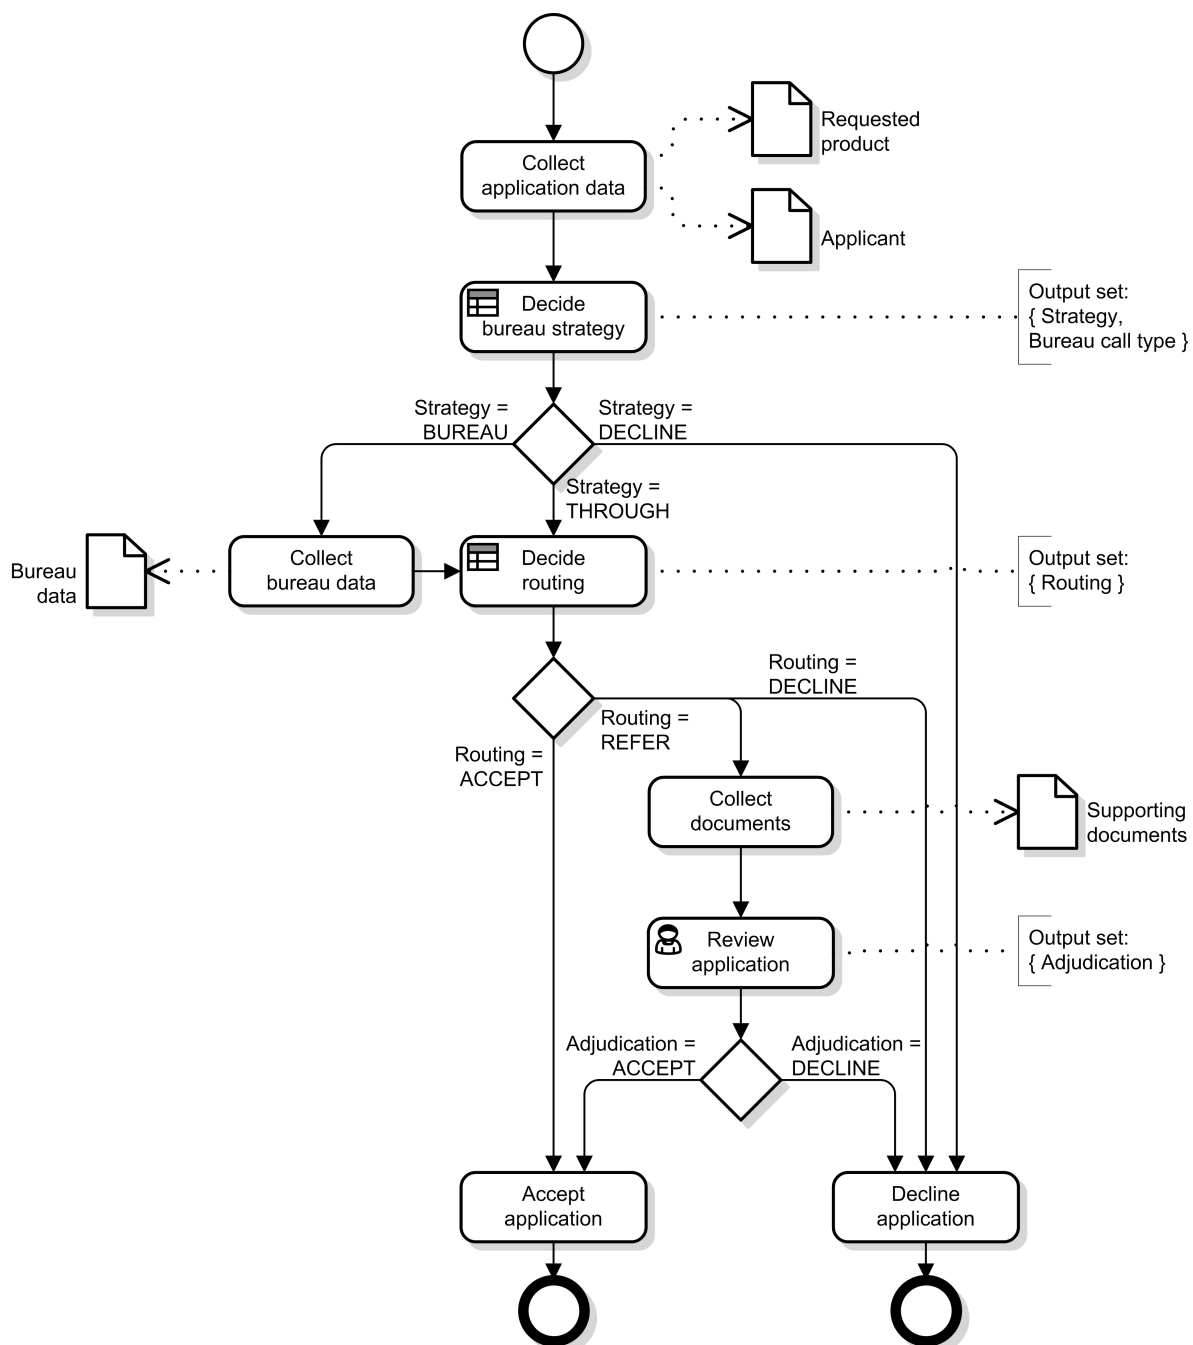 Requested
product
Collect
application data
Applicant
Decide
bureau strategy
Output set:
{ Strategy,
Bureau call type }
Strategy =
BUREAU
Strategy =
DECLINE
Strategy =
THROUGH
Bureau
data
Collect
bureau data
Decide
routing
Output set:
{ Routing }
Routing =
DECLINE
Routing =
REFER
Routing =
ACCEPT
Collect
documents
Supporting
documents
Review
application
Output set:
{ Adjudication }
Adjudication =
ACCEPT
Adjudication =
DECLINE
Accept
application
Decline
application